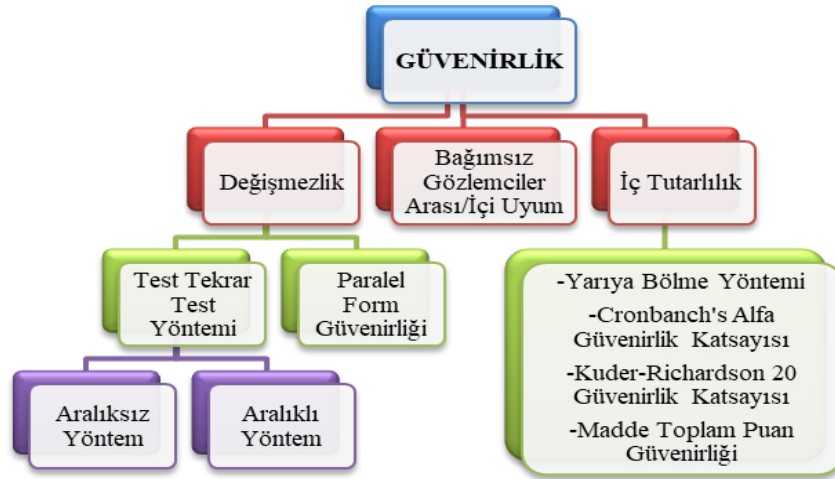 GÜVENİRLİK
Değişmezlik
Bağımsız
Gözlemciler
Arası/İçi Uyum
İç Tutarlılık
Test Tekrar
Test
Yöntemi
Paralel
Form
Güvenirliği
-Yarıya Bölme Yöntemi
-Cronbanch's Alfa
Güvenirlik Katsayısı
-Kuder-Richardson 20
Güvenirlik Katsayısı
-Madde Toplam Puan
Güvenirliği
Aralıksız
Yöntem
Aralıklı
Yöntem